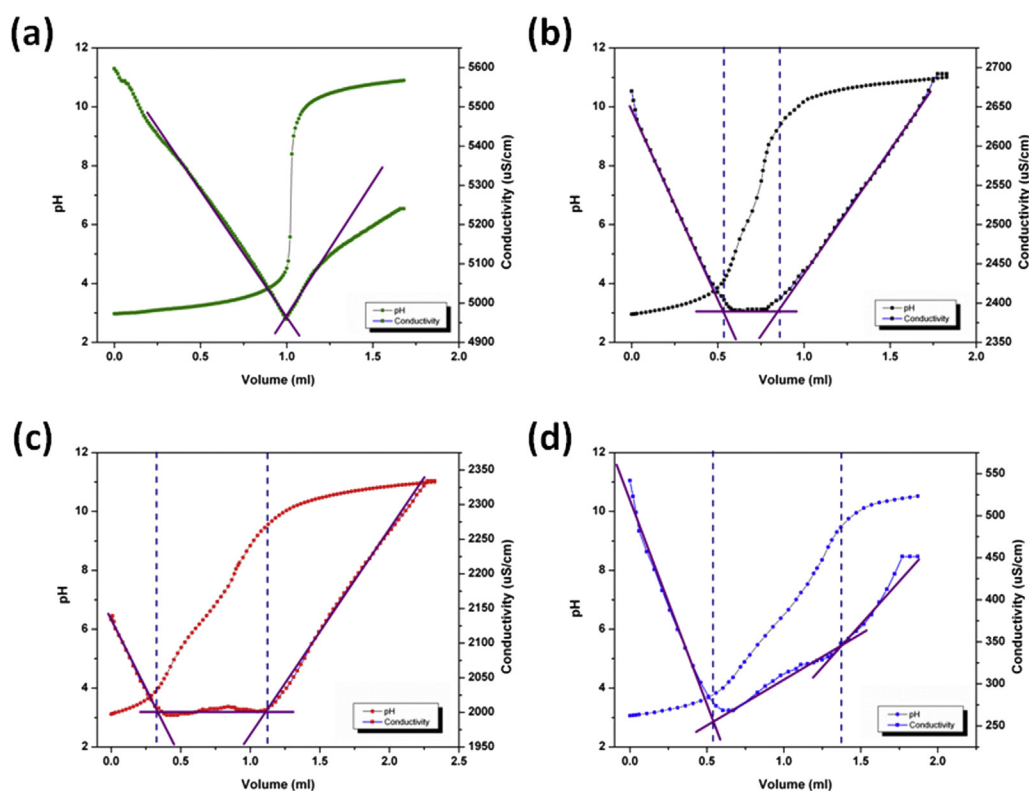 (a)
12
10
8
6
4
2
pH
5600
5500
5400
5300
5200
5100
5000
4900
Conductivity (uS/cm)
pH
Conductivity
0.0 0.5 1.0 1.5 2.0
Volume (ml)
(b)
12
10
8
6
4
2
pH
2700
2650
2600
2550
2500
2450
2400
2350
Conductivity (uS/cm)
pH
Conductivity
0.0 0.5 1.0 1.5 2.0
Volume (ml)
(c)
12
10
8
6
4
2
pH
2350
2300
2250
2200
2150
2100
2050
2000
1950
Conductivity (uS/cm)
pH
Conductivity
0.0 0.5 1.0 1.5 2.0 2.5
Volume (ml)
(d)
12
10
8
6
4
2
pH
550
500
450
400
350
300
250
Conductivity (uS/cm)
pH
Conductivity
0.0 0.5 1.0 1.5 2.0
Volume (ml)